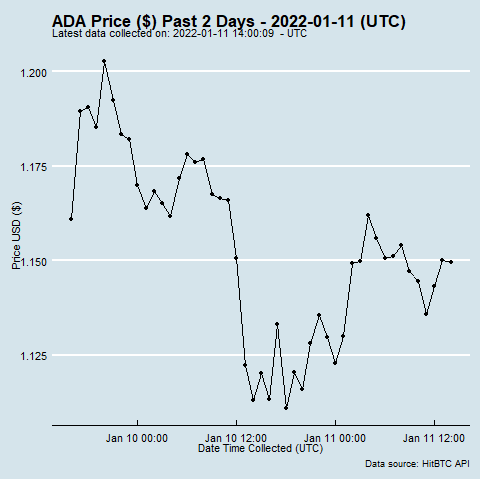 ADA Price ($) Past 2 Days - 2022-01-11 (UTC)
Latest data collected on: 2022-01-11 14:00:09  - UTC
1.200
1.175
1.150
1.125
Price USD ($)
Jan 10 00:00 Jan 10 12:00 Jan 11 00:00 Jan 11 12:00
Date Time Collected (UTC)
Data source: HitBTC API